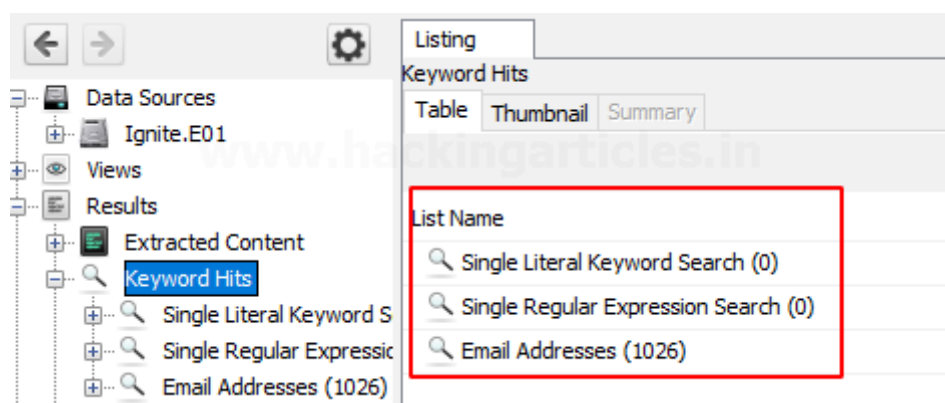 Listing
Keyword Hits
Table Thumbnail Summary
Data Sources
Ignite.E01
Views
Results
Extracted Content
Keyword Hits
Single Literal Keyword S
Single Regular Expressic
Email Addresses (1026)
www.hackingarticles.in
List Name
Single Literal Keyword Search (0)
Single Regular Expression Search (0)
Email Addresses (1026)